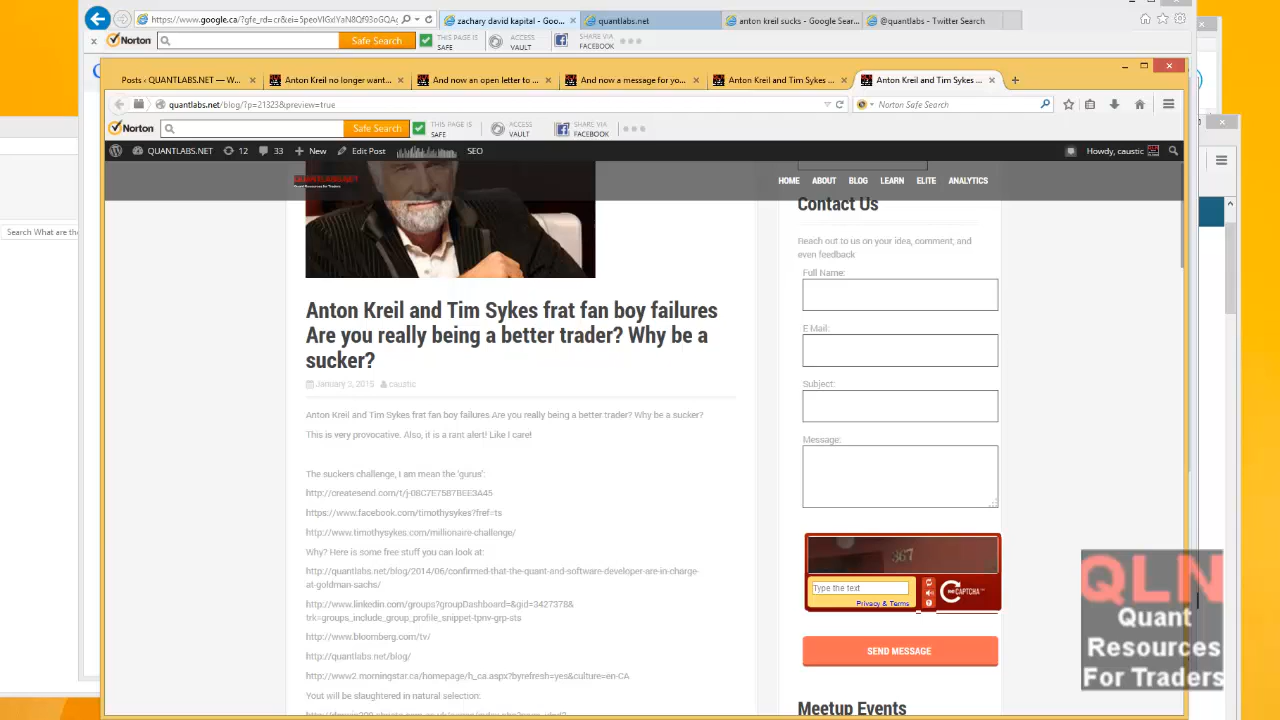 https://www.google.ca/?gfe_rd=cr&ei=
zachary david kapital - Goo...
quantlabs.net
anton kreil scam - Google Sear...
@quantlabs - Twitter Search
Norton
Safe Search
THIS PAGE IS SAFE
ACCESS VAULT
SHARE VIA FACEBOOK
Posts ‹ QUANTLABS.NET — W...
Anton Kreil no longer want...
And now an open letter to ...
And now a message for yo...
Anton Kreil and Tim Sykes ...
Anton Kreil and Tim Sykes ...
quantlabs.net/blog/?p=21323&preview=true
Norton Safe Search
Norton
Safe Search
THIS PAGE IS SAFE
ACCESS VAULT
SHARE VIA FACEBOOK
QUANTLABS.NET
12
33
New
Edit Post
SEO
Howdy, caustic
QUANTLABS.NET
HOME
ABOUT
BLOG
LEARN
ELITE
ANALYTICS
Search What are the
Anton Kreil and Tim Sykes frat fan boy failures
Are you really being a better trader? Why be a
sucker?
January 3, 2015
caustic
Anton Kreil and Tim Sykes frat fan boy failures Are you really being a better trader? Why be a sucker?
This is very provocative. Also, it is a rant alert! Like I care!
The suckers challenge, I am mean the 'gurus':
http://createsend.com/t/j-08C7E7587BEE3A45
https://www.facebook.com/timothysykes?fref=ts
http://www.timothysykes.com/millionaire-challenge/
Why? Here is some free stuff you can look at:
http://quantlabs.net/blog/2014/06/confirmed-that-the-quant-and-software-developer-are-in-charge-
at-goldman-sachs/
http://www.linkedin.com/groups?groupDashboard=&gid=3427378&
trk=groups_include_group_profile_snippet-tpnv-grp-sts
http://www.bloomberg.com/tv/
http://quantlabs.net/blog/
http://www2.morningstar.ca/homepage/h_ca.aspx?byrefresh=yes&culture=en-CA
Yout will be slaughtered in natural selection:
Contact Us
Reach out to us on your idea, comment, and
even feedback
Full Name:
E Mail:
Subject:
Message:
367
Type the text
Privacy & Terms
reCAPTCHA™
SEND MESSAGE
Meetup Events
QLN
Quant
Resources
For Traders